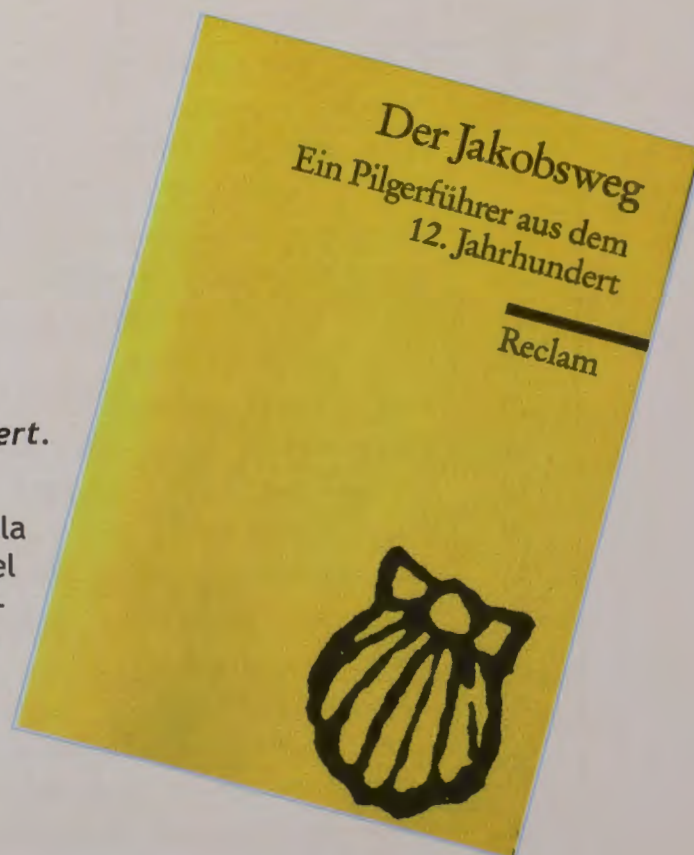 Der Jakobsweg
Ein Pilgerführer aus dem
12. Jahrhundert
Reclam
ert.
la
el
-